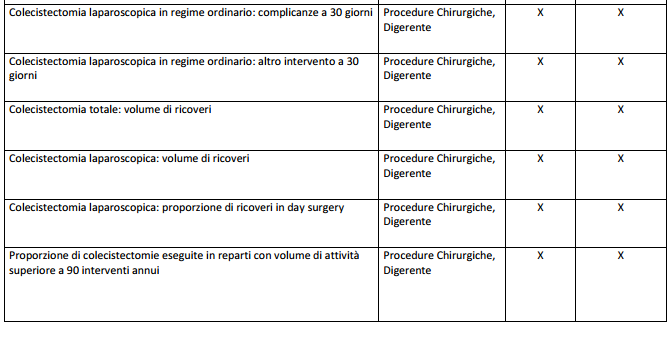 Colecistectomia laparoscopica in regime ordinario: complicanze a 30 giorni Procedure Chirurgiche, X X
Digerente
Colecistectomia laparoscopica in regime ordinario: altro intervento a 30 Procedure Chirurgiche, X X
giorni Digerente
Colecistectomia totale: volume di ricoveri Procedure Chirurgiche, X X
Digerente
Colecistectomia laparoscopica: volume di ricoveri Procedure Chirurgiche, X X
Digerente
Colecistectomia laparoscopica: proporzione di ricoveri in day surgery Procedure Chirurgiche, X X
Digerente
Proporzione di colecistectomie eseguite in reparti con volume di attività Procedure Chirurgiche, X X
superiore a 90 interventi annui Digerente